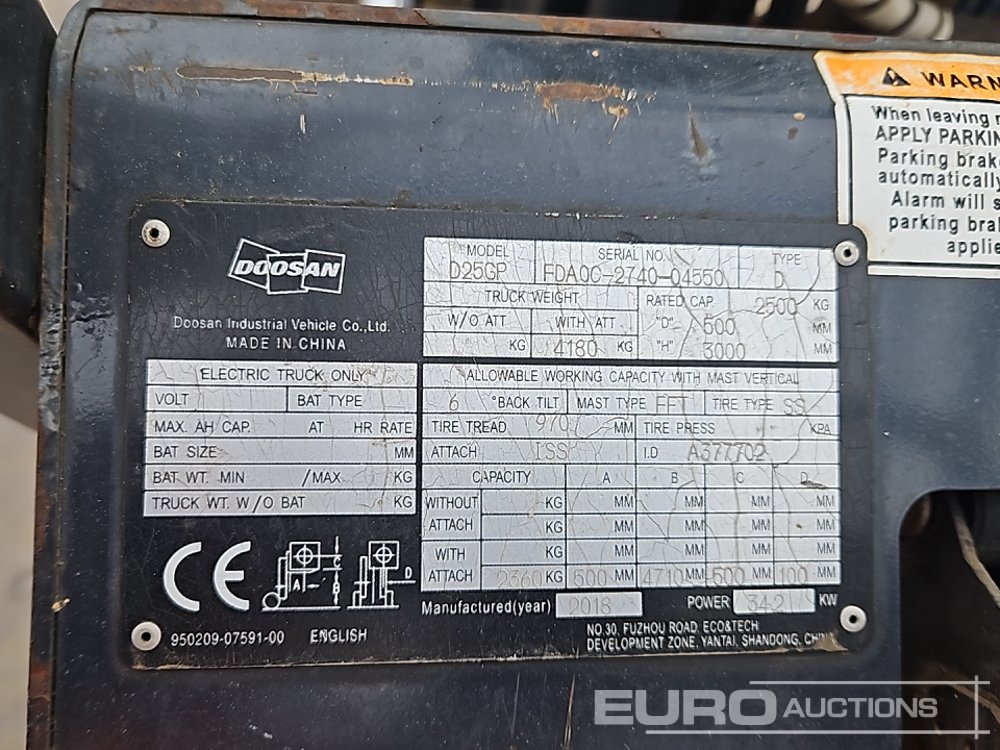 WARN
When leaving
APPLY PARKIN
Parking brak
automatically
Alarm will s
parking bra
applie
DOOSAN
Doosan Industrial Vehicle Co.,Ltd.
MADE IN CHINA
MODEL SERIAL NO. TYPE
D25GP FDA0C-2740-04550 D
TRUCK WEIGHT RATED CAP. 2500 KG
W/O ATT WITH ATT. "D" 500 MM
KG 4180 KG "H" 3000 MM
ELECTRIC TRUCK ONLY
VOLT BAT TYPE
MAX. AH CAP. AT HR RATE
BAT SIZE MM
BAT WT. MIN /MAX KG
TRUCK WT. W/O BAT KG
ALLOWABLE WORKING CAPACITY WITH MAST VERTICAL
6 °BACK TILT MAST TYPE FFT TIRE TYPE SS
TIRE TREAD 970 MM TIRE PRESS KPA
ATTACH ISS I.D A377702
CAPACITY A B C D
WITHOUT ATTACH KG MM MM MM MM
KG MM MM MM MM
WITH ATTACH KG MM MM MM MM
2360 KG 500 MM 4710 MM 500 MM 100 MM
Manufactured(year) 2018 POWER 34.2 KW
A C B D
950209-07591-00 ENGLISH
NO.30, FUZHOU ROAD, ECO&TECH
DEVELOPMENT ZONE, YANTAI, SHANDONG, CHINA
CE
EURO AUCTIONS